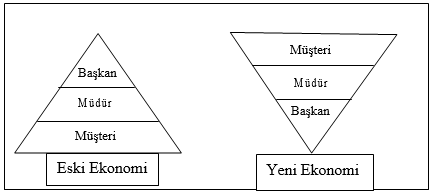 Başkan
Müdür
Müşteri
Eski Ekonomi
Müşteri
Müdür
Başkan
Yeni Ekonomi